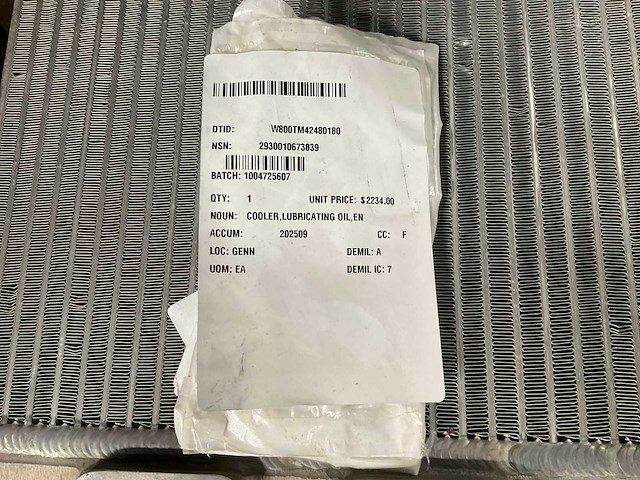 DTID: W800TM42480180
NSN: 2930010673839
BATCH: 1004725607
QTY: 1 UNIT PRICE: $2234.00
NOUN: COOLER,LUBRICATING OIL,EN
ACCUM: 202509 CC: F
LOC: GENN DEMIL: A
UOM: EA DEMIL IC: 7